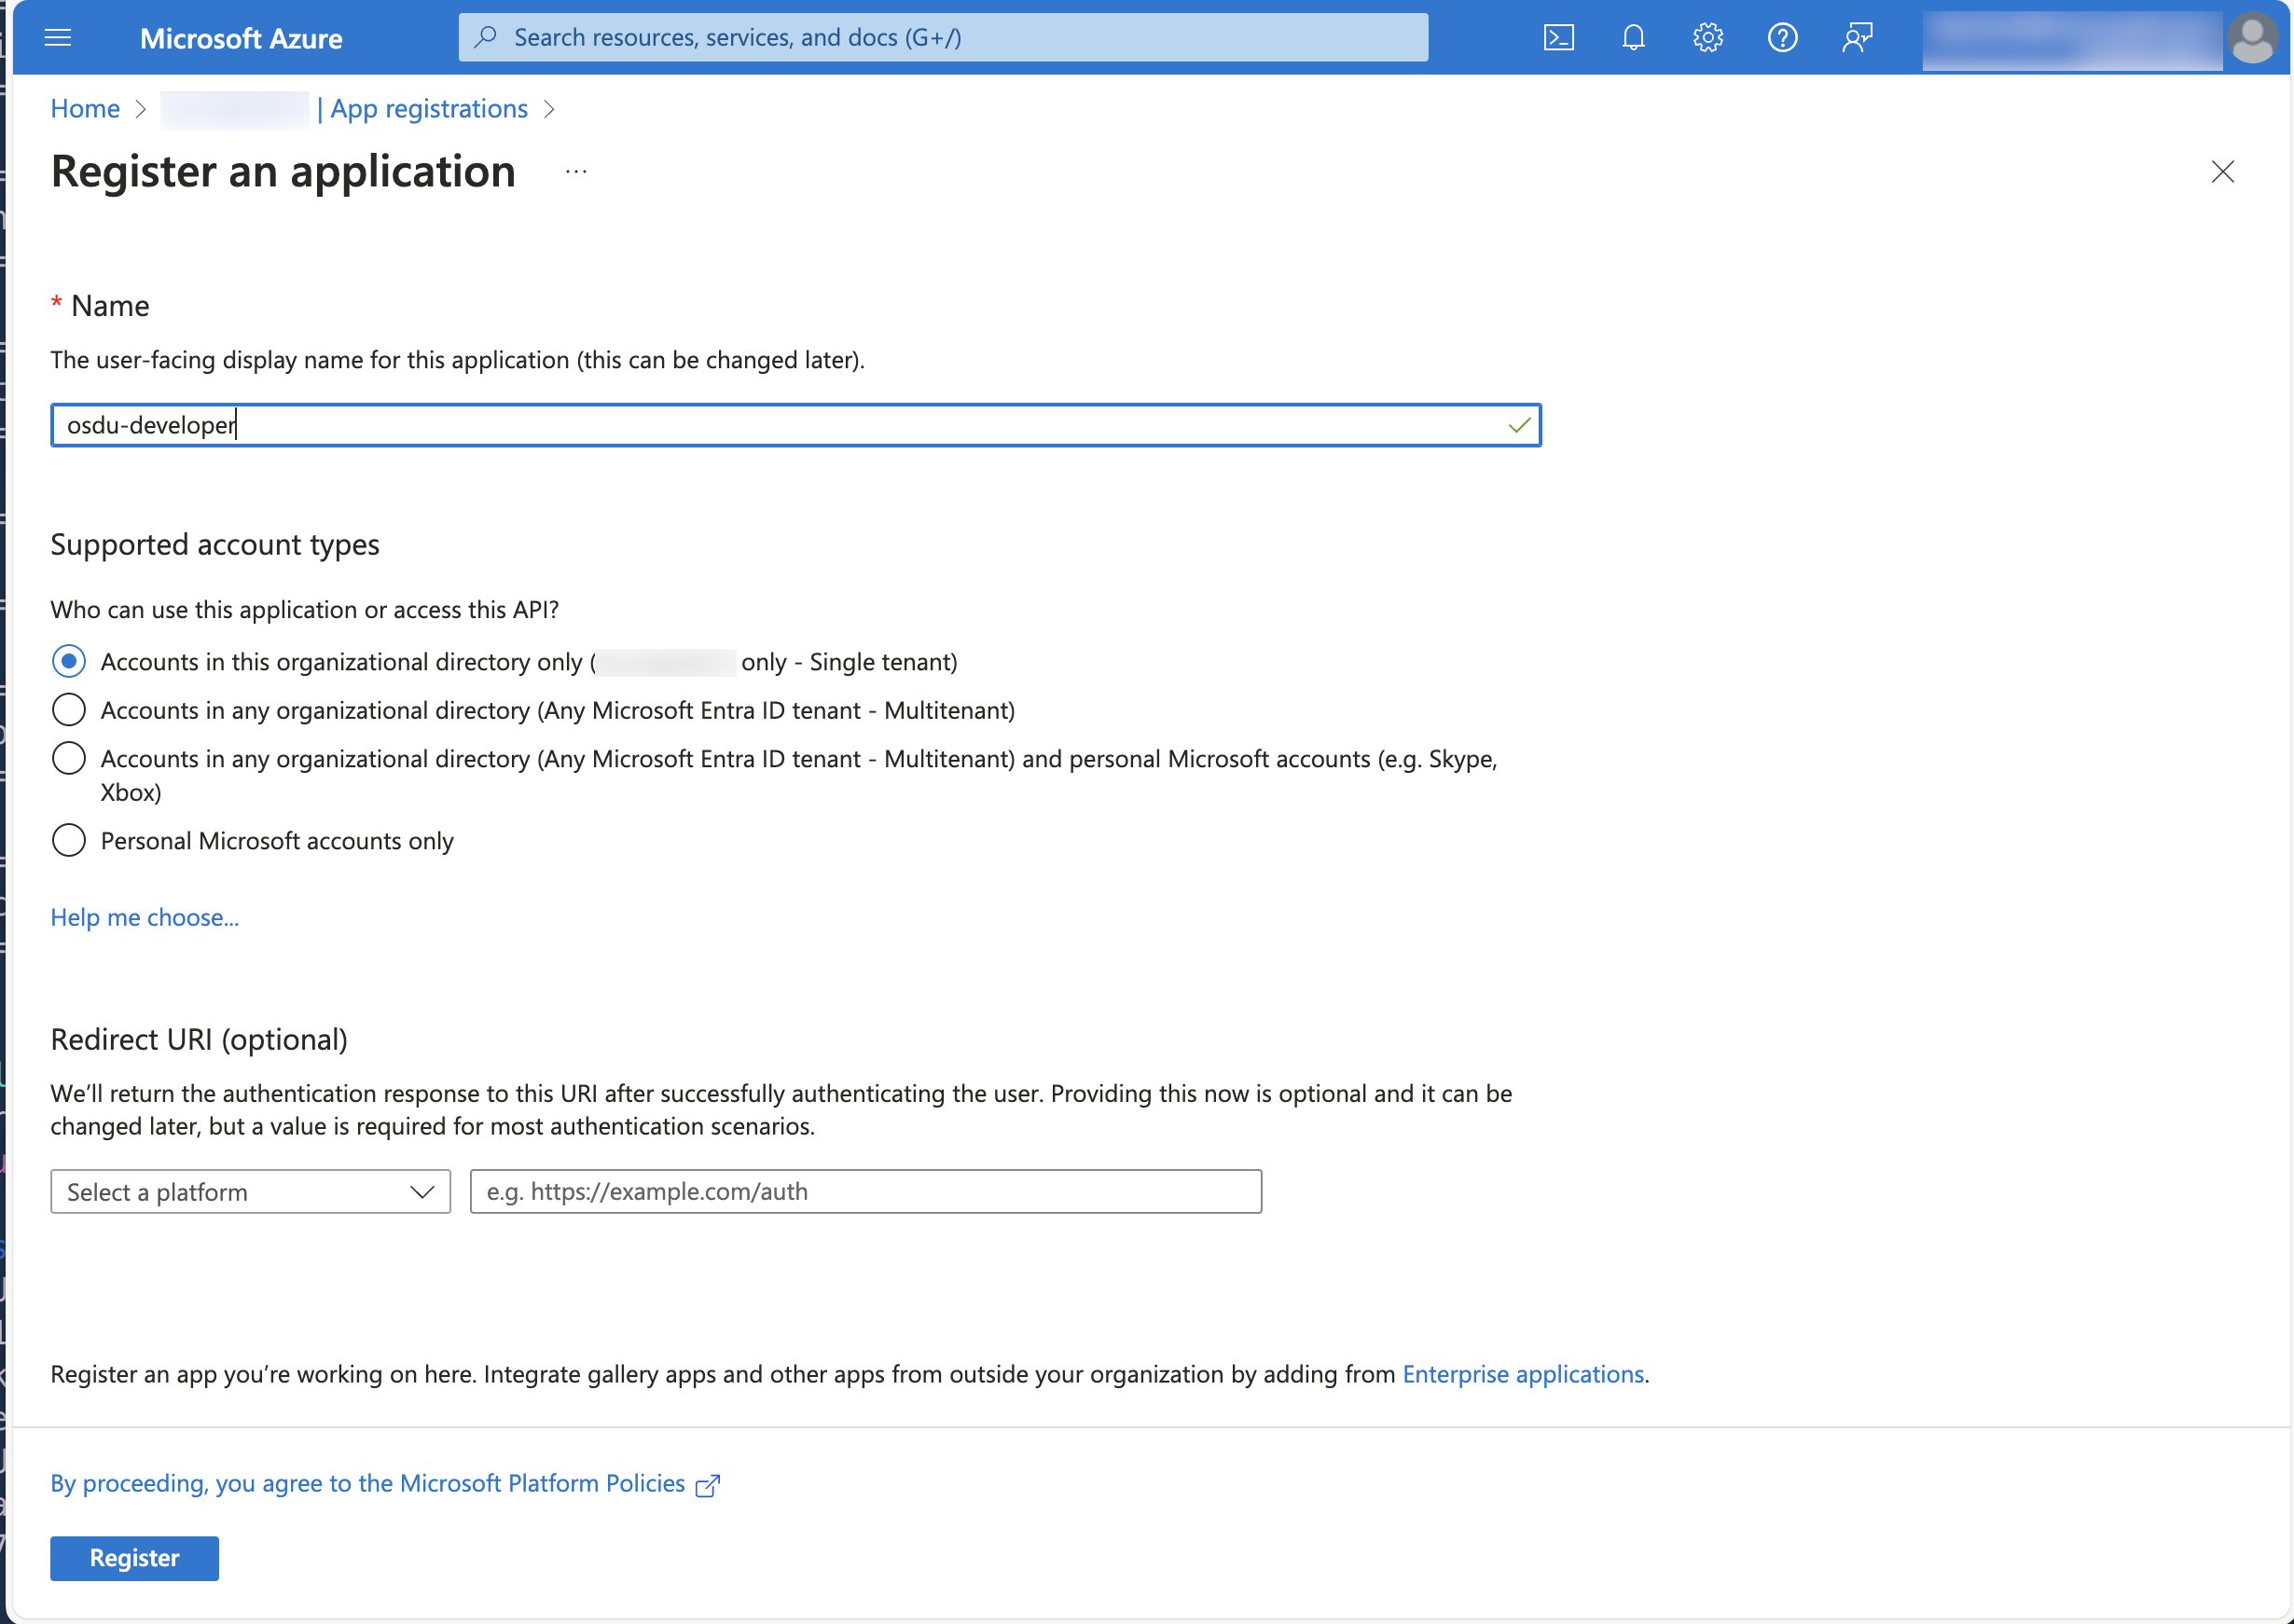 Microsoft Azure
Search resources, services, and docs (G+/)
Home > | App registrations >
Register an application ...
* Name
The user-facing display name for this application (this can be changed later).
osdu-developer
Supported account types
Who can use this application or access this API?
Accounts in this organizational directory only ( only - Single tenant)
Accounts in any organizational directory (Any Microsoft Entra ID tenant - Multitenant)
Accounts in any organizational directory (Any Microsoft Entra ID tenant - Multitenant) and personal Microsoft accounts (e.g. Skype,
Xbox)
Personal Microsoft accounts only
Help me choose...
Redirect URI (optional)
We’ll return the authentication response to this URI after successfully authenticating the user. Providing this now is optional and it can be
changed later, but a value is required for most authentication scenarios.
Select a platform
e.g. https://example.com/auth
Register an app you’re working on here. Integrate gallery apps and other apps from outside your organization by adding from Enterprise applications.
By proceeding, you agree to the Microsoft Platform Policies
Register